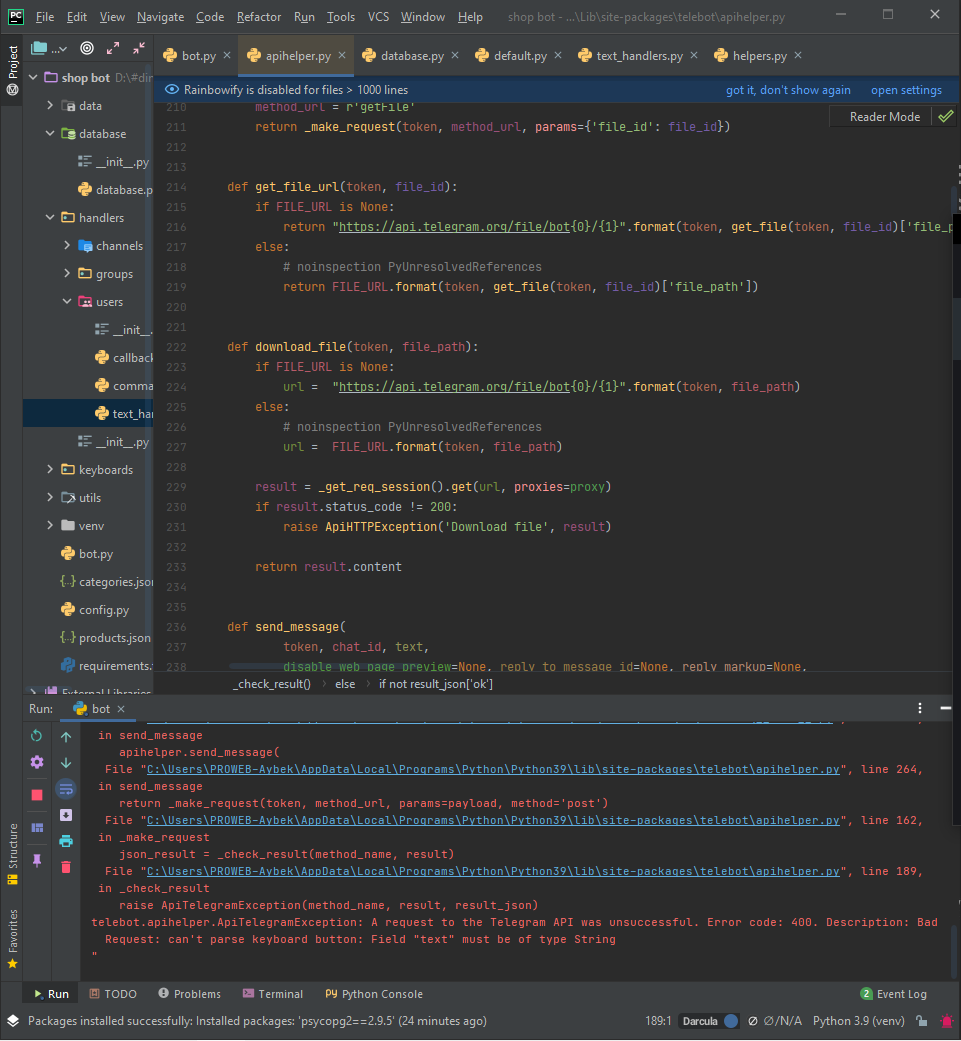 PC File Edit View Navigate Code Refactor Run Tools VCS Window Help shop bot - ...\Lib\site-packages\telebot\apihelper.py
...
bot.py
apihelper.py
database.py
default.py
text_handlers.py
helpers.py
Project
Structure
Favorites
shop bot D:\#dir
data
database
__init__.py
database.p
handlers
channels
groups
users
__init__.
callback
comma
text_han
__init__.py
keyboards
utils
venv
bot.py
categories.json
config.py
products.json
requirements.
External Libraries
Rainbowify is disabled for files > 1000 lines got it, don't show again open settings
Reader Mode
210 method_url = r'getFile'
211 return _make_request(token, method_url, params={'file_id': file_id})
212
213
214 def get_file_url(token, file_id):
215 if FILE_URL is None:
216 return "https://api.telegram.org/file/bot{0}/{1}".format(token, get_file(token, file_id)['file_p
217 else:
218 # noinspection PyUnresolvedReferences
219 return FILE_URL.format(token, get_file(token, file_id)['file_path'])
220
221
222 def download_file(token, file_path):
223 if FILE_URL is None:
224 url = "https://api.telegram.org/file/bot{0}/{1}".format(token, file_path)
225 else:
226 # noinspection PyUnresolvedReferences
227 url = FILE_URL.format(token, file_path)
228
229 result = _get_req_session().get(url, proxies=proxy)
230 if result.status_code != 200:
231 raise ApiHTTPException('Download file', result)
232
233 return result.content
234
235
236 def send_message(
237 token, chat_id, text,
238 disable_web_page_preview=None, reply_to_message_id=None, reply_markup=None,
_check_result() › else › if not result_json['ok']
Run: bot
in send_message
apihelper.send_message(
File "C:\Users\PROWEB-Aybek\AppData\Local\Programs\Python\Python39\lib\site-packages\telebot\apihelper.py", line 264,
in send_message
return _make_request(token, method_url, params=payload, method='post')
File "C:\Users\PROWEB-Aybek\AppData\Local\Programs\Python\Python39\lib\site-packages\telebot\apihelper.py", line 162,
in _make_request
json_result = _check_result(method_name, result)
File "C:\Users\PROWEB-Aybek\AppData\Local\Programs\Python\Python39\lib\site-packages\telebot\apihelper.py", line 189,
in _check_result
raise ApiTelegramException(method_name, result, result_json)
telebot.apihelper.ApiTelegramException: A request to the Telegram API was unsuccessful. Error code: 400. Description: Bad
Request: can't parse keyboard button: Field "text" must be of type String
"
Run TODO Problems Terminal Python Console 2 Event Log
Packages installed successfully: Installed packages: 'psycopg2==2.9.5' (24 minutes ago) 189:1 Darcula ∅/N/A Python 3.9 (venv)